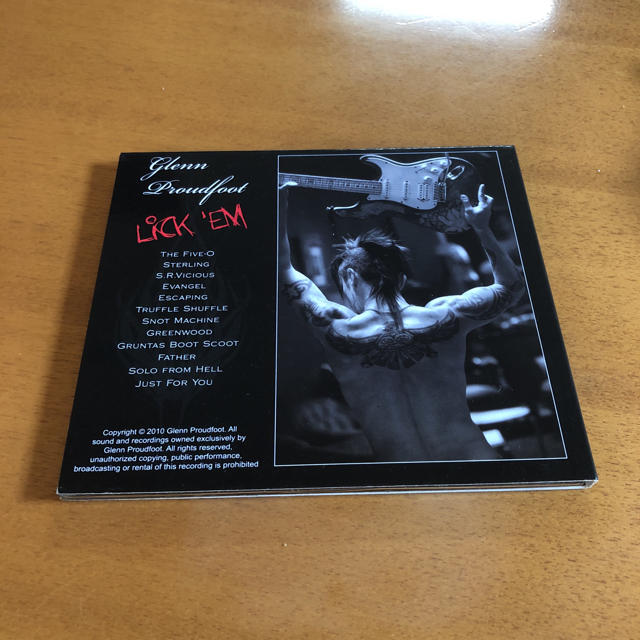 Glenn
Proudfoot
LiCK 'EM
THE FIVE-O
STERLING
S.R.VICIOUS
EVANGEL
ESCAPING
TRUFFLE SHUFFLE
SNOT MACHINE
GREENWOOD
GRUNTAS BOOT SCOOT
FATHER
SOLO FROM HELL
JUST FOR YOU
Copyright © 2010 Glenn Proudfoot. All
sound and recordings owned exclusively by
Glenn Proudfoot. All rights reserved,
unauthorized copying, public performance,
broadcasting or rental of this recording is prohibited